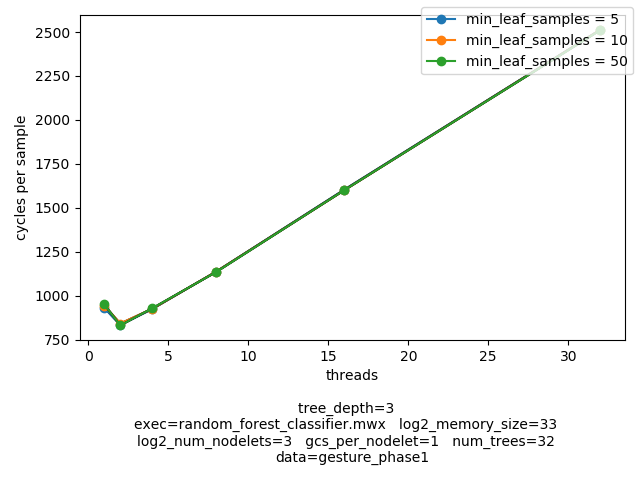 min_leaf_samples = 5
min_leaf_samples = 10
min_leaf_samples = 50
cycles per sample
2500
2250
2000
1750
1500
1250
1000
750
0 5 10 15 20 25 30
threads
tree_depth=3
exec=random_forest_classifier.mwx log2_memory_size=33
log2_num_nodelets=3 gcs_per_nodelet=1 num_trees=32
data=gesture_phase1